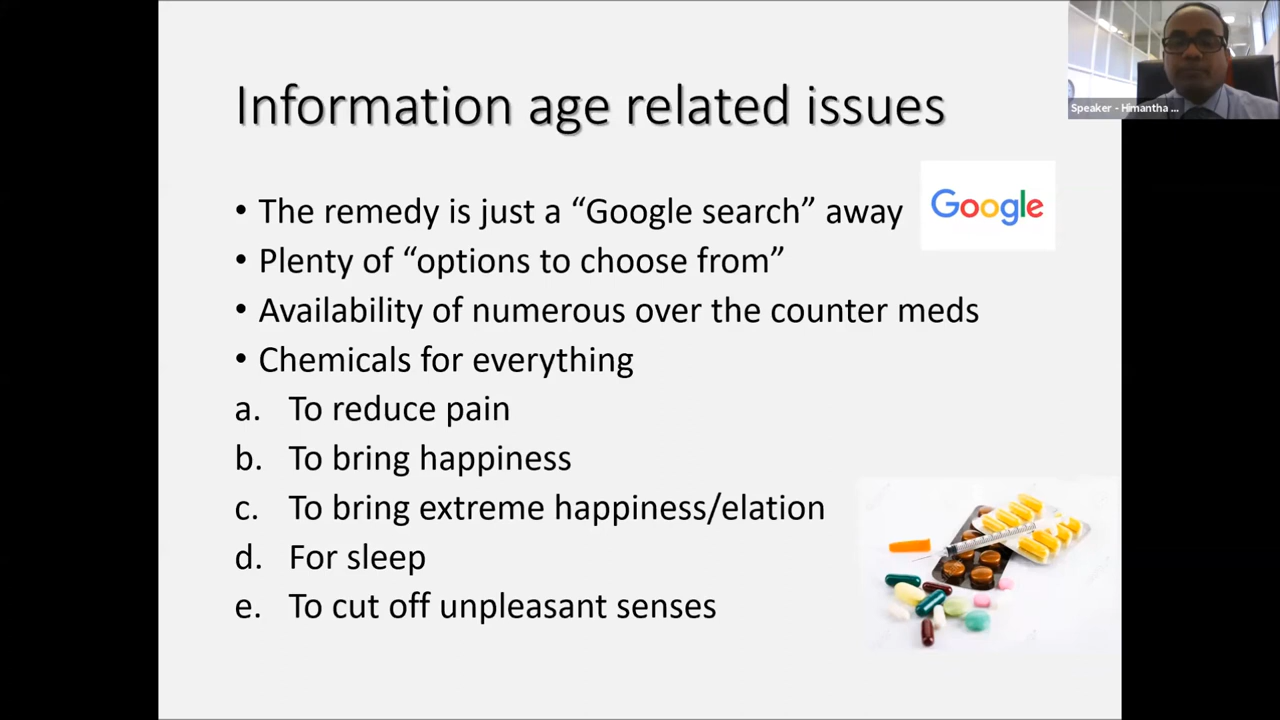 Information age related issues
Speaker - Himantha ...
• The remedy is just a “Google search” away
Google
• Plenty of “options to choose from”
• Availability of numerous over the counter meds
• Chemicals for everything
a. To reduce pain
b. To bring happiness
c. To bring extreme happiness/elation
d. For sleep
e. To cut off unpleasant senses